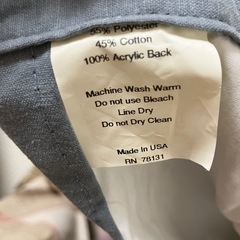 55% Polyester
45% Cotton
100% Acrylic Back
Machine Wash Warm
Do not use Bleach
Line Dry
Do not Dry Clean
Made In USA
RN 78131